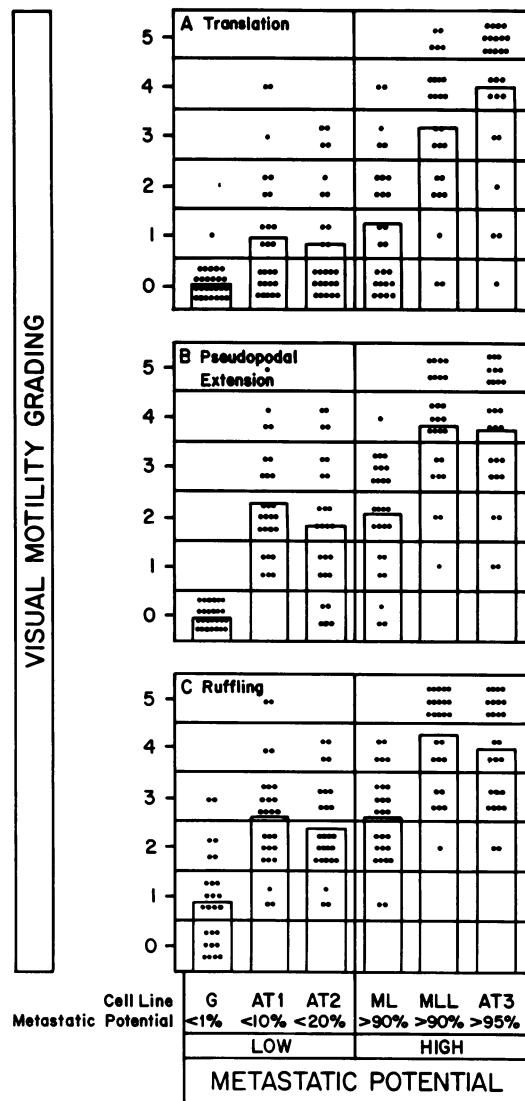 VISUAL MOTILITY GRADING
A Translation
5
4
3
2
1
0
B Pseudopodal
Extension
5
4
3
2
1
0
C Ruffling
5
4
3
2
1
0
Cell Line G AT1 AT2 ML MLL AT3
Metastatic Potential <1% <10% <20% >90% >90% >95%
LOW HIGH
METASTATIC POTENTIAL